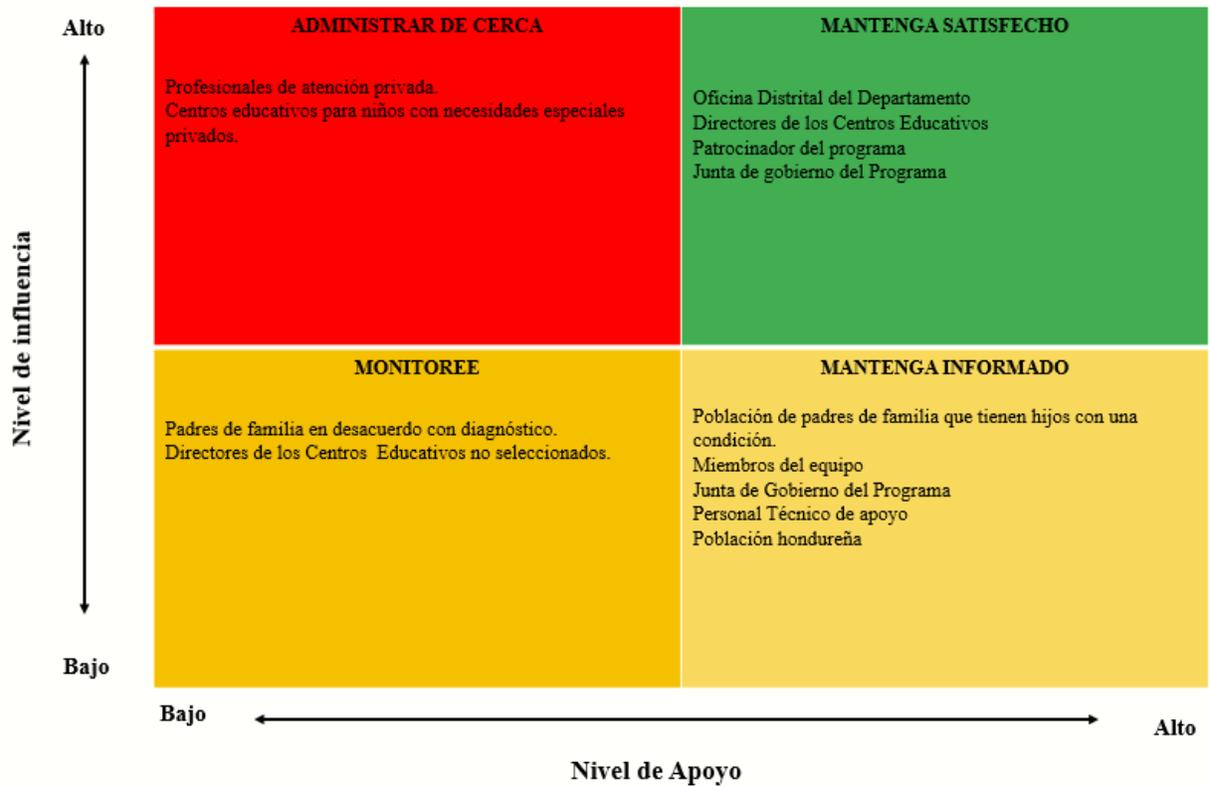 Alto
Nivel de influencia
Bajo
ADMINISTRAR DE CERCA
Profesionales de atención privada.
Centros educativos para niños con necesidades especiales
privados.
MANTENGA SATISFECHO
Oficina Distrital del Departamento
Directores de los Centros Educativos
Patrocinador del programa
Junta de gobierno del Programa
MONITOREE
Padres de familia en desacuerdo con diagnóstico.
Directores de los Centros Educativos no seleccionados.
MANTENGA INFORMADO
Población de padres de familia que tienen hijos con una
condición.
Miembros del equipo
Junta de Gobierno del Programa
Personal Técnico de apoyo
Población hondureña
Bajo
Alto
Nivel de Apoyo